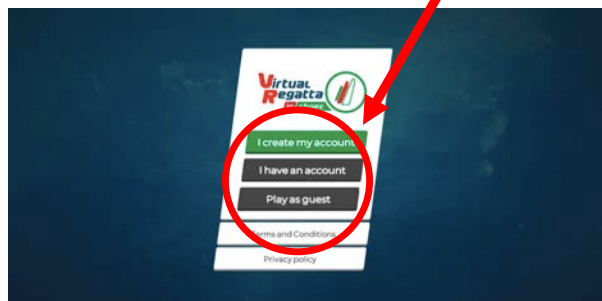 Virtual
Regatta
I create my account
I have an account
Play as guest
Terms and Conditions
Privacy policy